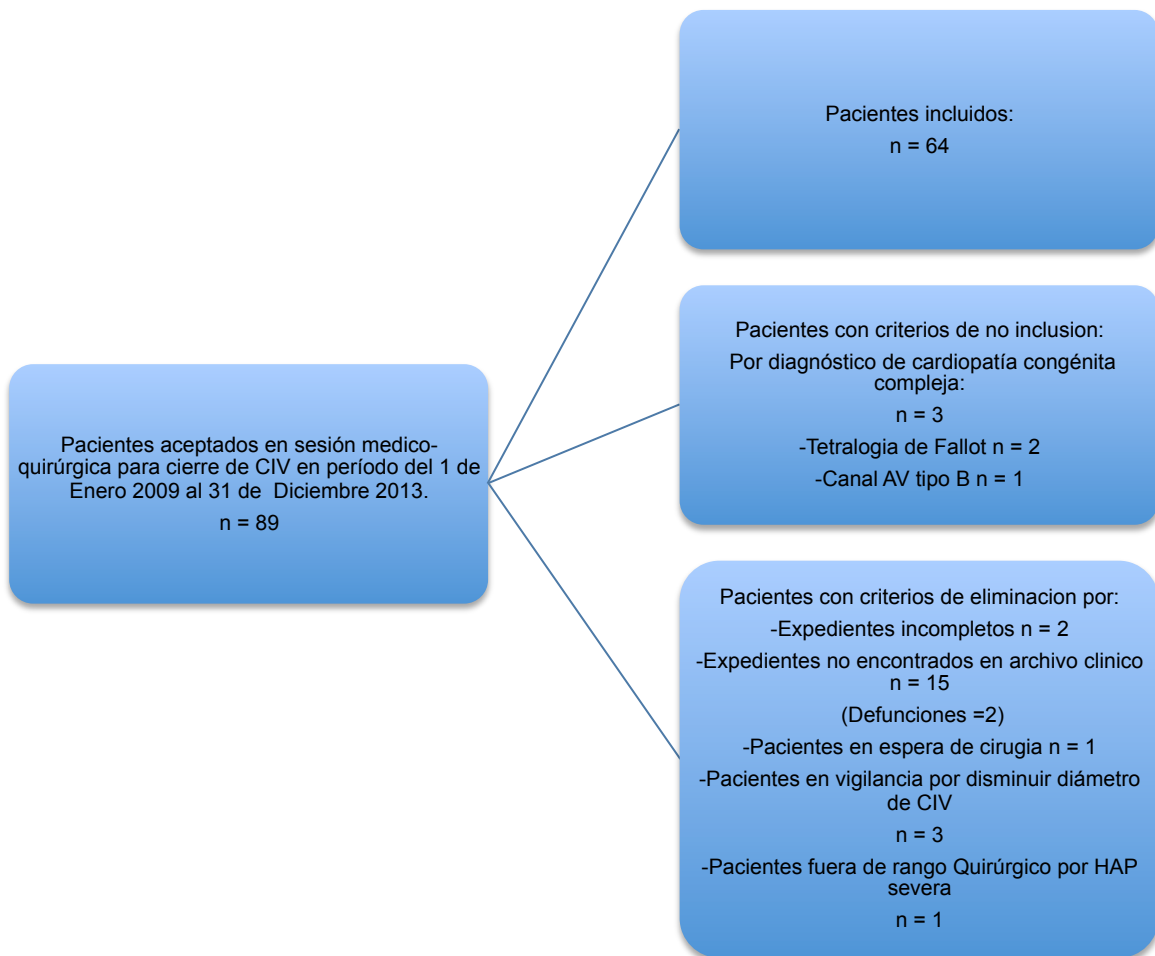 Pacientes aceptados en sesión medico-
quirúrgica para cierre de CIV en período del 1 de
Enero 2009 al 31 de Diciembre 2013.
n = 89
Pacientes incluidos:
n = 64
Pacientes con criterios de no inclusion:
Por diagnóstico de cardiopatía congénita
compleja:
n = 3
-Tetralogia de Fallot n = 2
-Canal AV tipo B n = 1
Pacientes con criterios de eliminacion por:
-Expedientes incompletos n = 2
-Expedientes no encontrados en archivo clinico
n = 15
(Defunciones =2)
-Pacientes en espera de cirugia n = 1
-Pacientes en vigilancia por disminuir diámetro
de CIV
n = 3
-Pacientes fuera de rango Quirúrgico por HAP
severa
n = 1